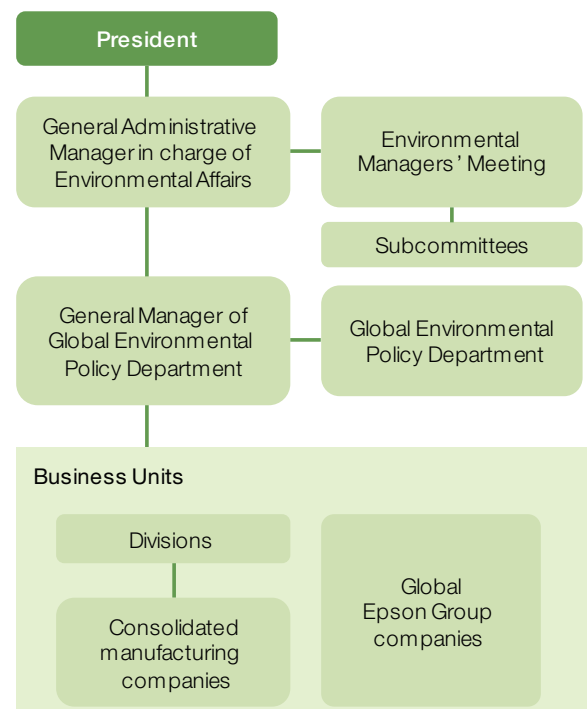 President
General Administrative
Manager in charge of
Environmental Affairs
Environmental
Managers' Meeting
Subcommittees
General Manager of
Global Environmental
Policy Department
Global Environmental
Policy Department
Business Units
Divisions
Consolidated
manufacturing
companies
Global
Epson Group
companies